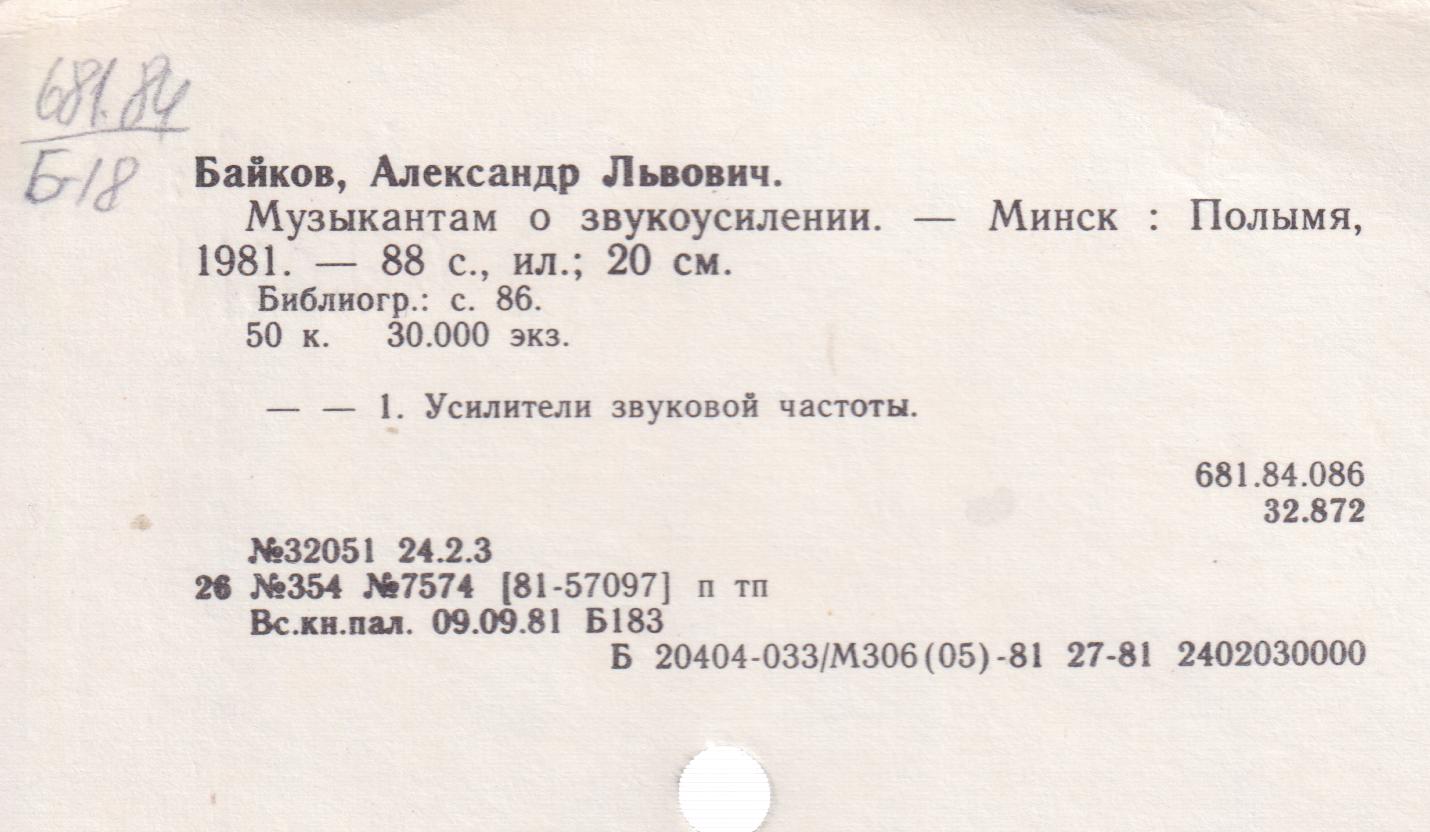 681.84
Б-18
Байков, Александр Львович.
Музыкантам о звукоусилении. — Минск : Полымя,
1981. — 88 с., ил.; 20 см.
Библиогр.: с. 86.
50 к. 30.000 экз.
— — 1. Усилители звуковой частоты.
681.84.086
32.872
№32051 24.2.3
26 №354 №7574 [81-57097] п тп
Вс.кн.пал. 09.09.81 Б183
Б 20404-033/М306(05)-81 27-81 2402030000